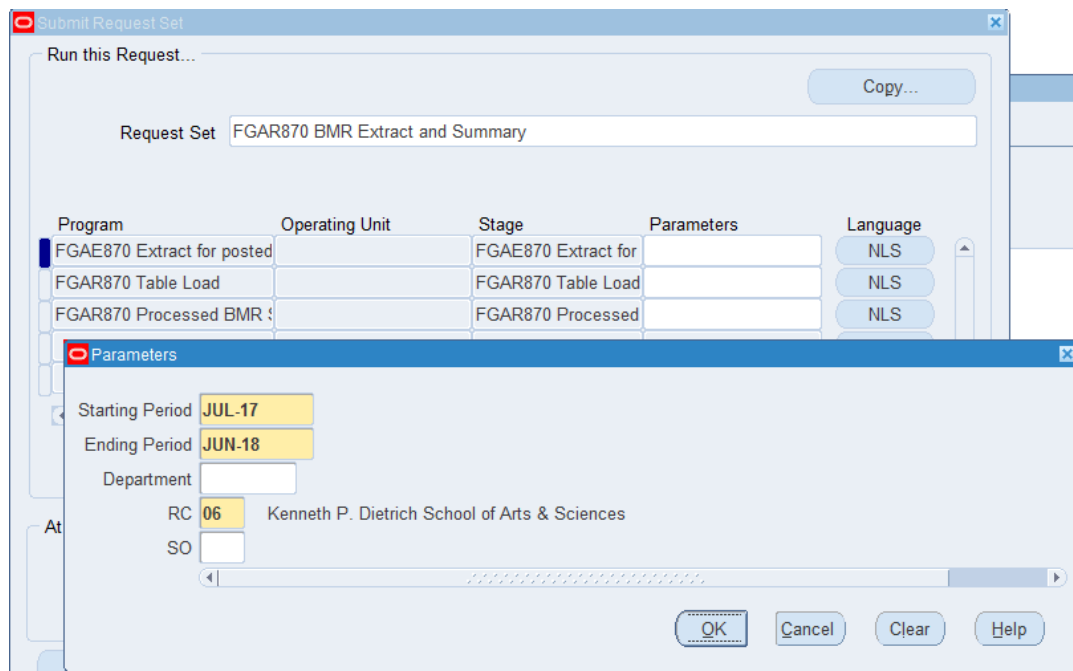 Submit Request Set
Run this Request...
Copy...
Request Set FGAR870 BMR Extract and Summary
Program Operating Unit Stage Parameters Language
FGAE870 Extract for posted FGAE870 Extract for NLS
FGAR870 Table Load FGAR870 Table Load NLS
FGAR870 Processed BMR FGAR870 Processed NLS
Parameters
Starting Period JUL-17
Ending Period JUN-18
Department
RC 06 Kenneth P. Dietrich School of Arts & Sciences
At
SO
OK Cancel Clear Help